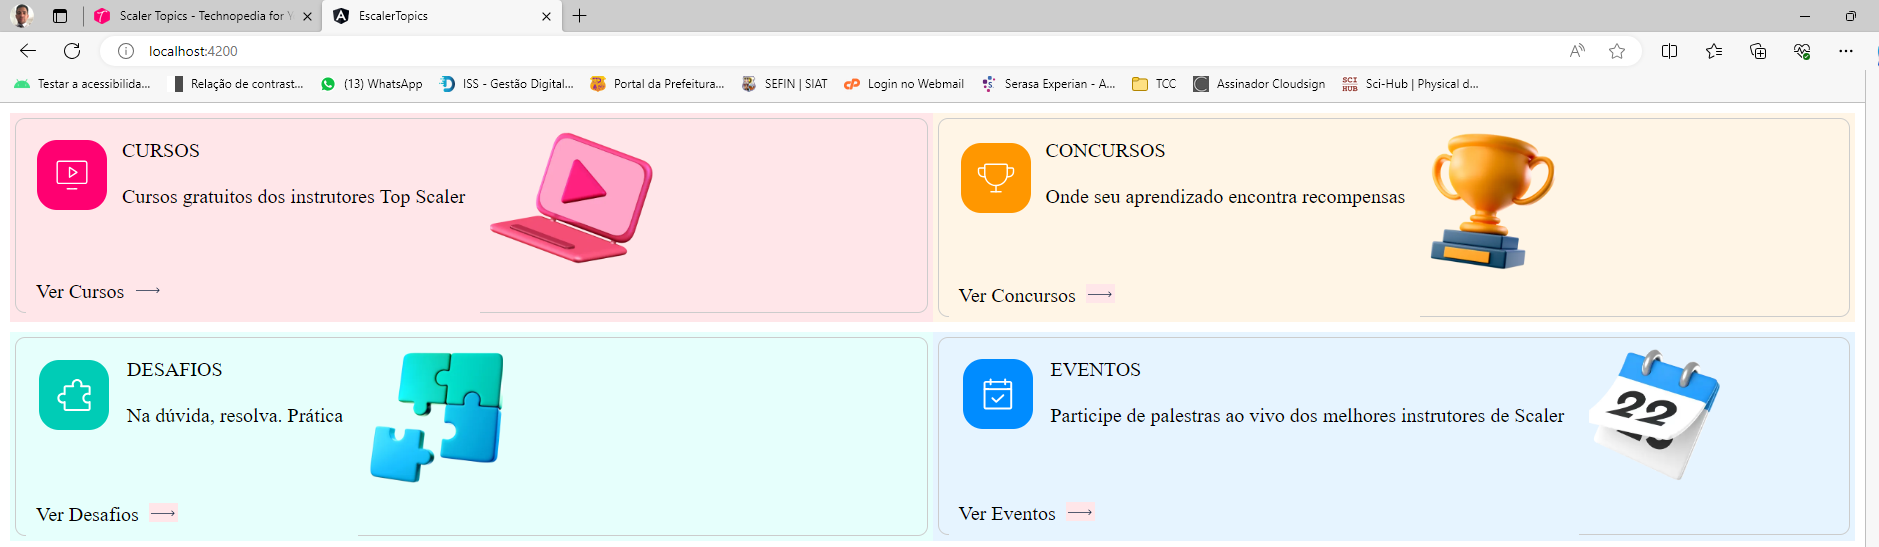 Scaler Topics - Technopedia for Y
EscalerTopics
localhost:4200
Testar a acessibilida...
Relação de contrast...
(13) WhatsApp
ISS - Gestão Digital...
Portal da Prefeitura...
SEFIN | SIAT
Login no Webmail
Serasa Experian - A...
TCC
Assinador Cloudsign
SCI HUB
Sci-Hub | Physical d...
CURSOS
Cursos gratuitos dos instrutores Top Scaler
Ver Cursos
CONCURSOS
Onde seu aprendizado encontra recompensas
Ver Concursos
DESAFIOS
Na dúvida, resolva. Prática
Ver Desafios
EVENTOS
Participe de palestras ao vivo dos melhores instrutores de Scaler
22
Ver Eventos